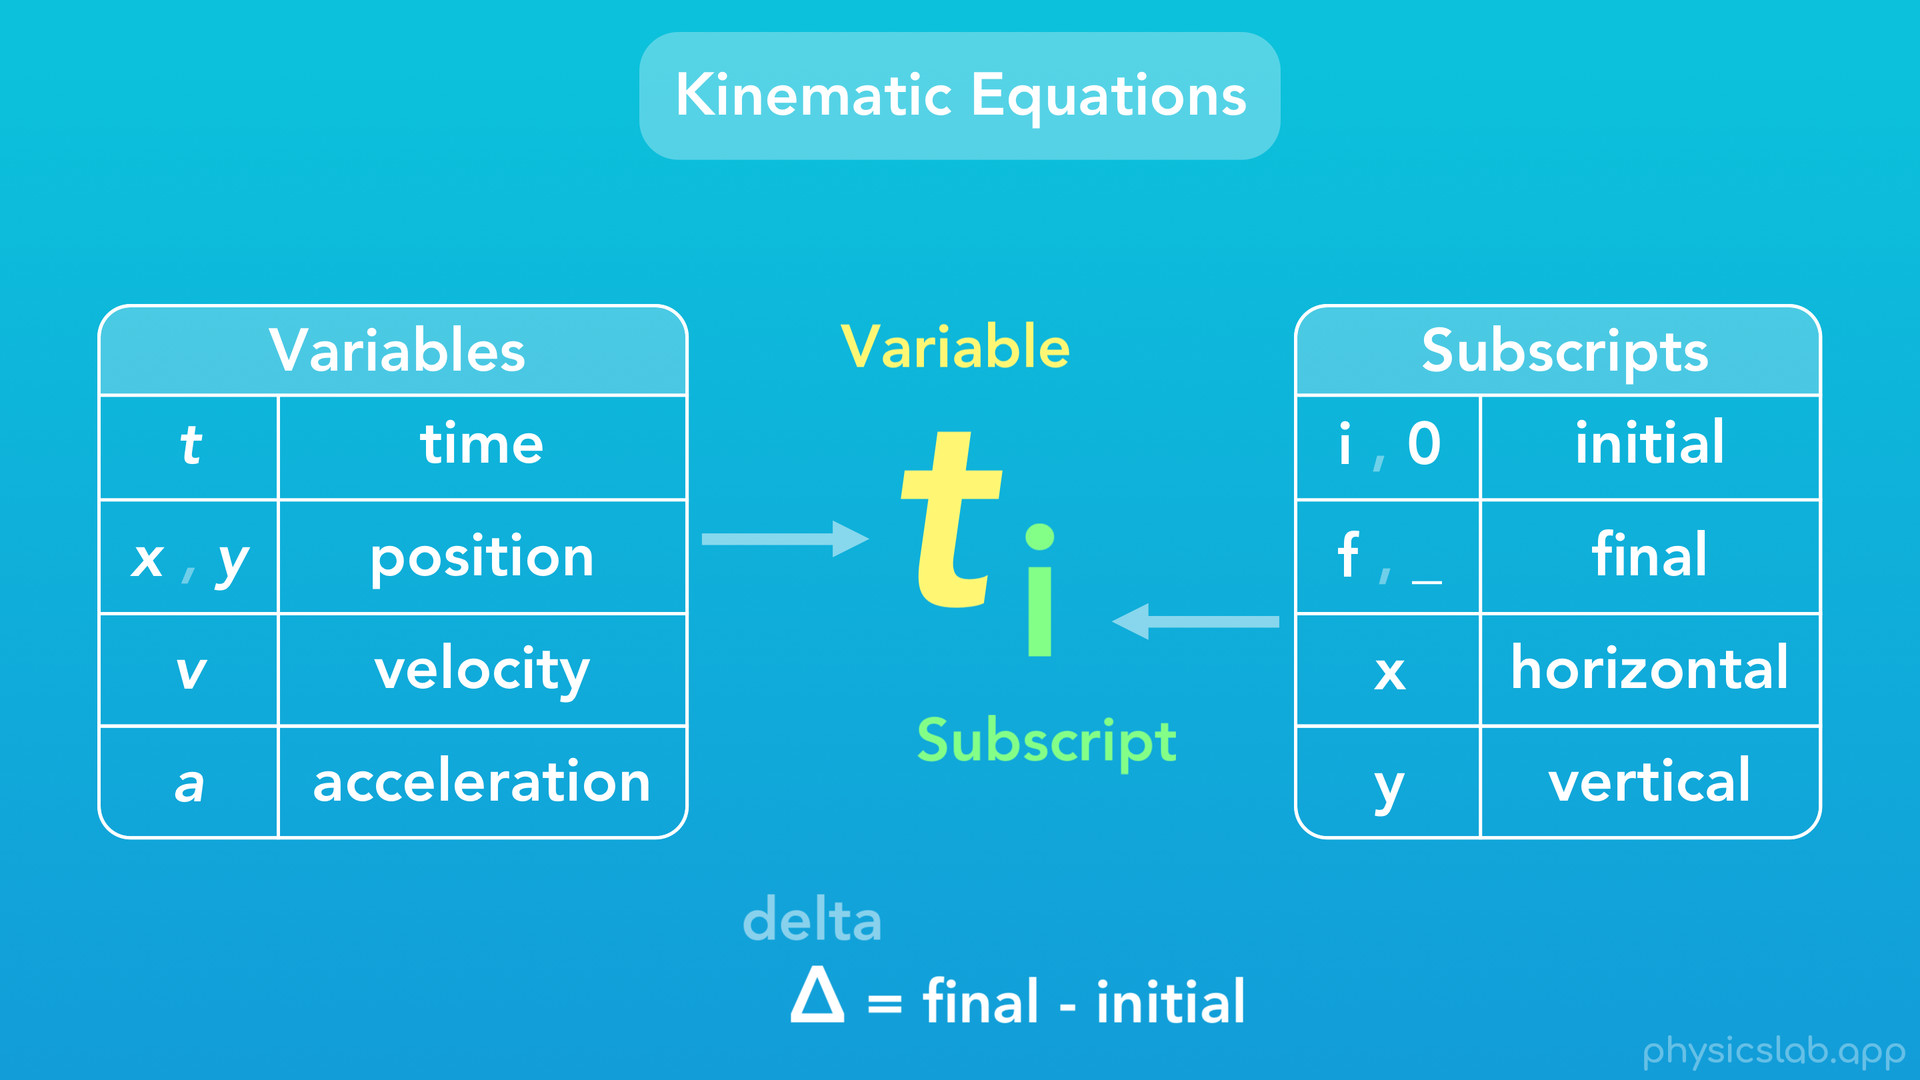 Kinematic Equations
Variables
t time
x , y position
v velocity
a acceleration
Variable
t i
Subscript
Subscripts
i , 0 initial
f , _ final
x horizontal
y vertical
delta
Δ = final - initial
physicslab.app